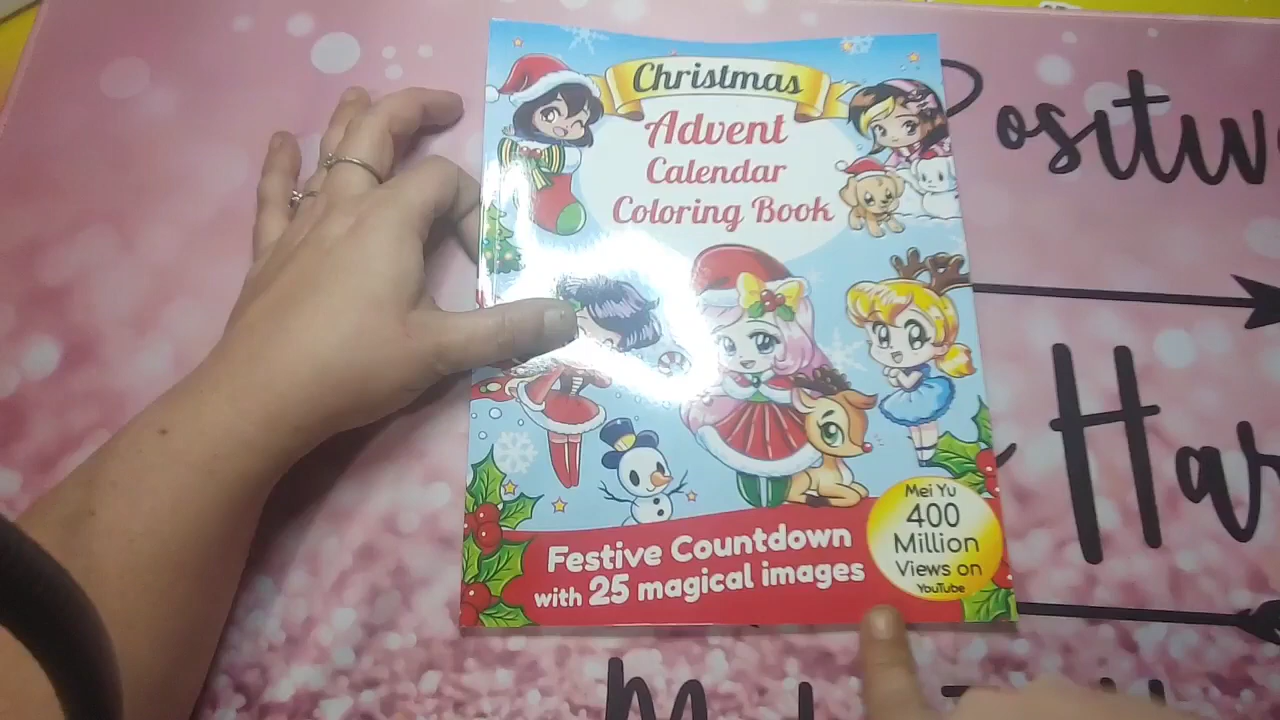 Christmas
Advent
Calendar
Coloring Book
Festive Countdown
with 25 magical images
Mei Yu
400
Million
Views on
YouTube